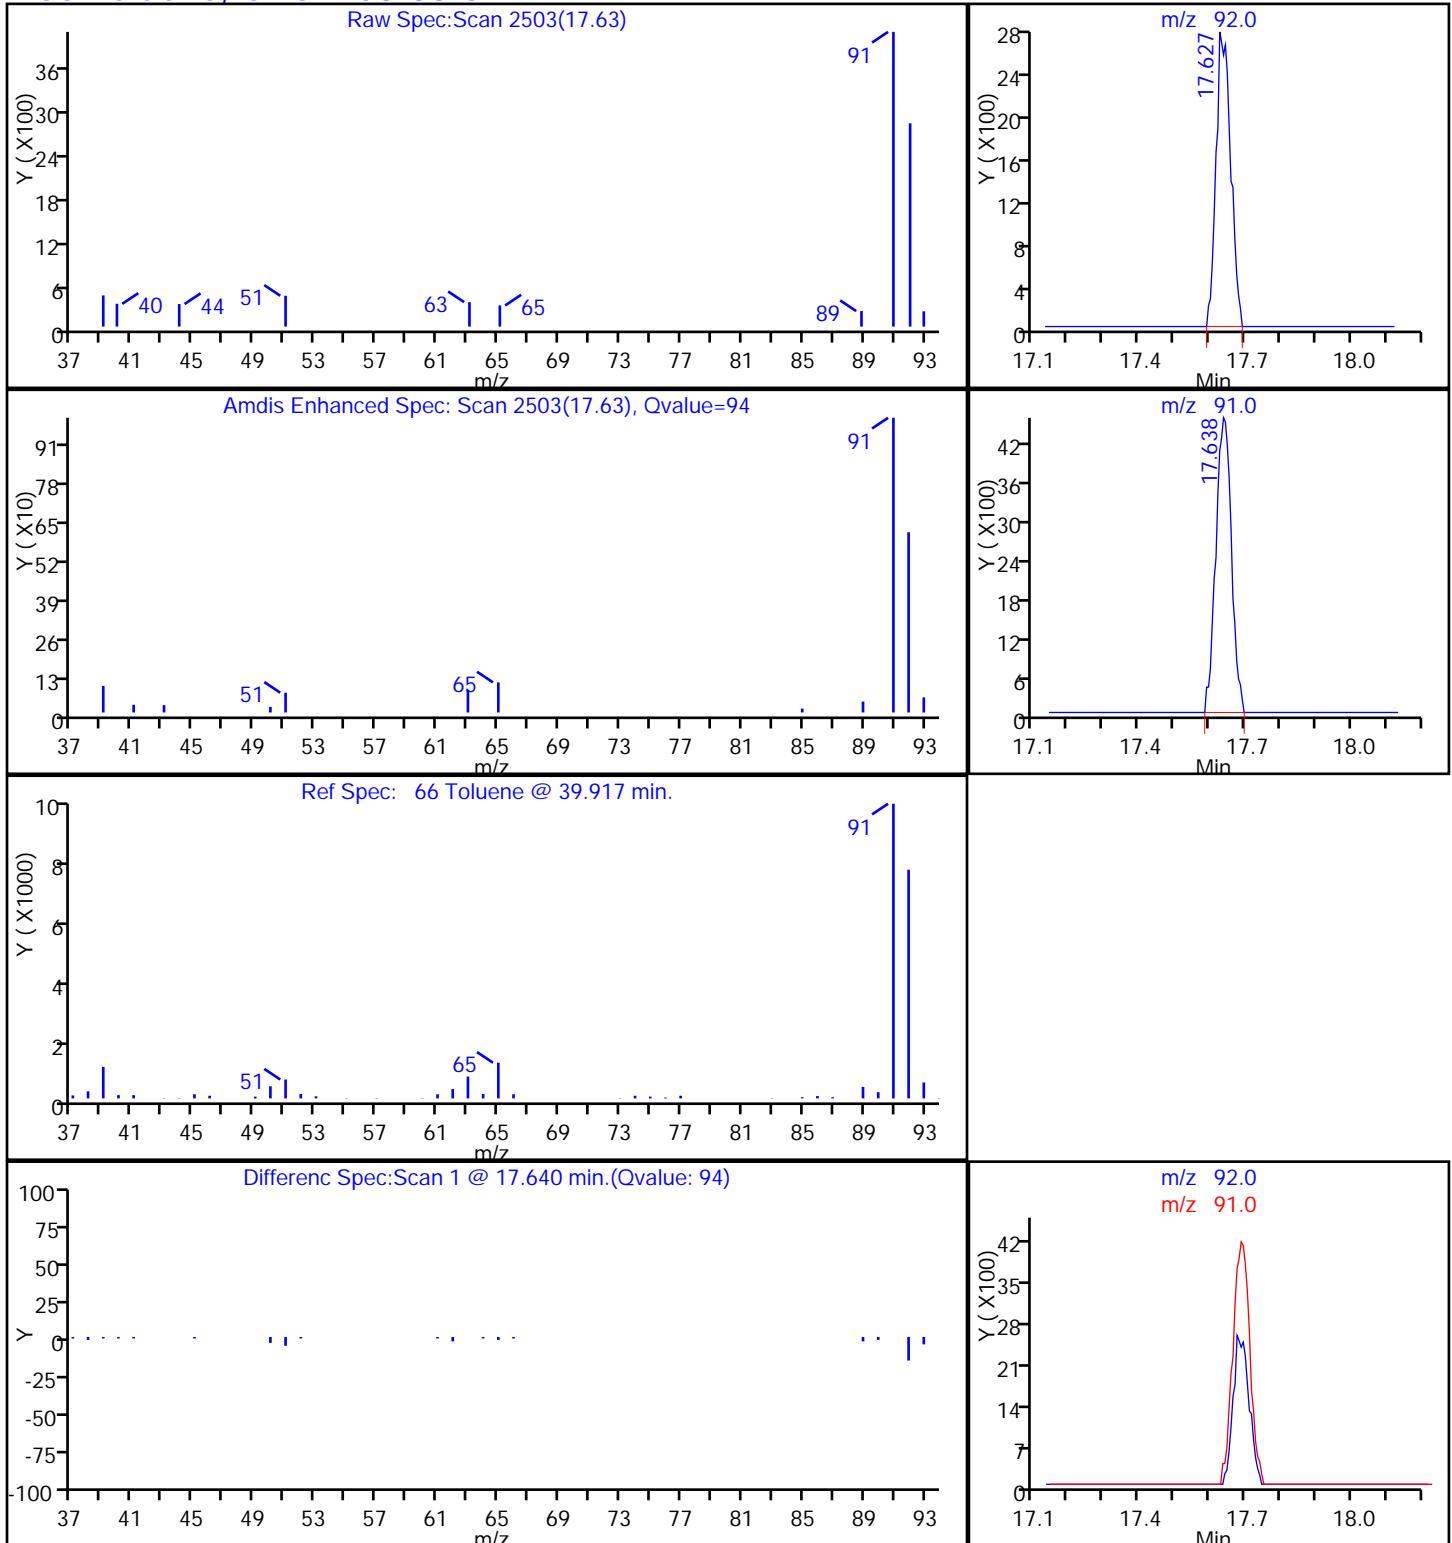 Raw Spec:Scan 2503(17.63)
Y ( X100)
36
30
24
18
12
6
0
91
40
44
51
63
65
89
37 41 45 49 53 57 61 65 69 73 77 81 85 89 93
m/z
m/z 92.0
Y ( X100)
28
24
20
16
12
8
4
0
17.627
17.1 17.4 17.7 18.0
Min
Amdis Enhanced Spec: Scan 2503(17.63), Qvalue=94
Y ( X10)
91
78
65
52
39
26
13
0
91
51
65
37 41 45 49 53 57 61 65 69 73 77 81 85 89 93
m/z
m/z 91.0
Y ( X100)
42
36
30
24
18
12
6
0
17.638
17.1 17.4 17.7 18.0
Min
Ref Spec: 66 Toluene @ 39.917 min.
Y ( X1000)
10
8
6
4
2
0
91
51
65
37 41 45 49 53 57 61 65 69 73 77 81 85 89 93
m/z
Differenc Spec:Scan 1 @ 17.640 min.(Qvalue: 94)
Y
100
75
50
25
0
-25
-50
-75
-100
37 41 45 49 53 57 61 65 69 73 77 81 85 89 93
m/z
m/z 92.0
m/z 91.0
Y ( X100)
42
35
28
21
14
7
0
17.1 17.4 17.7 18.0
Min